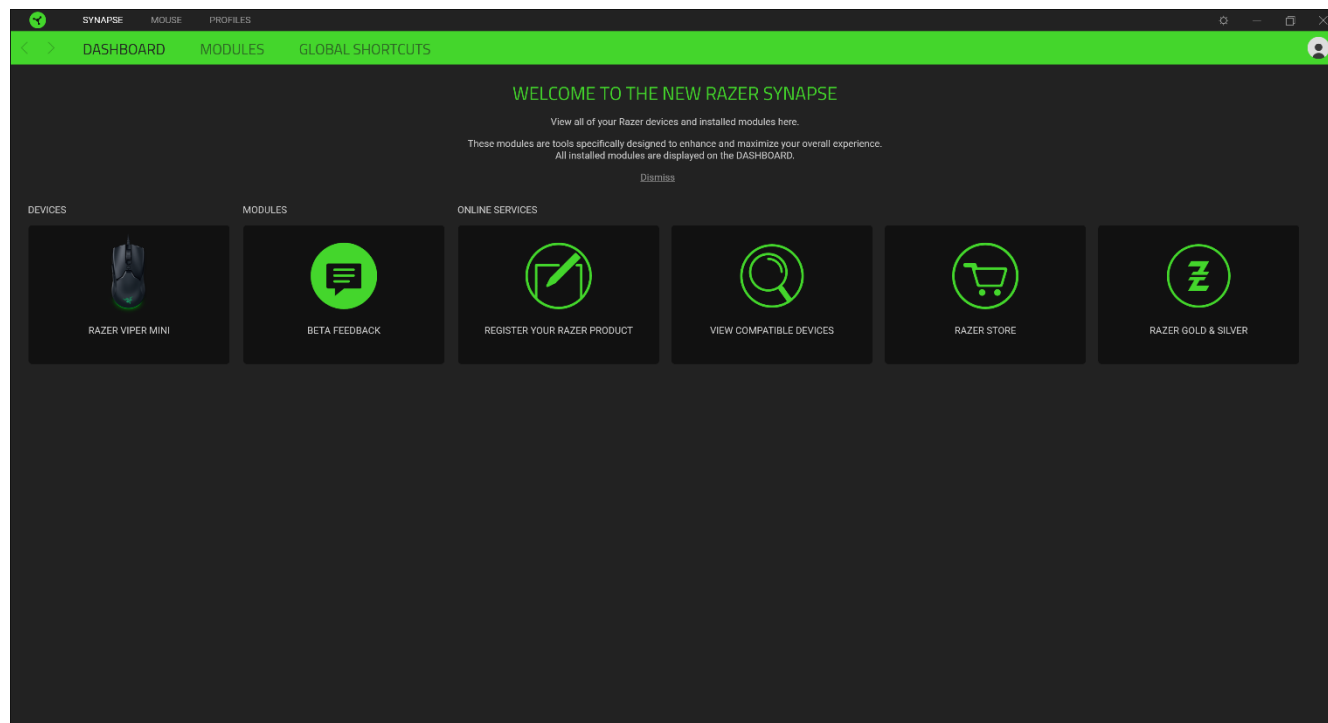 SYNAPSE MOUSE PROFILES
DASHBOARD MODULES GLOBAL SHORTCUTS
WELCOME TO THE NEW RAZER SYNAPSE
View all of your Razer devices and installed modules here.
These modules are tools specifically designed to enhance and maximize your overall experience.
All installed modules are displayed on the DASHBOARD.
Dismiss
DEVICES MODULES ONLINE SERVICES
RAZER VIPER MINI BETA FEEDBACK REGISTER YOUR RAZER PRODUCT VIEW COMPATIBLE DEVICES RAZER STORE RAZER GOLD & SILVER